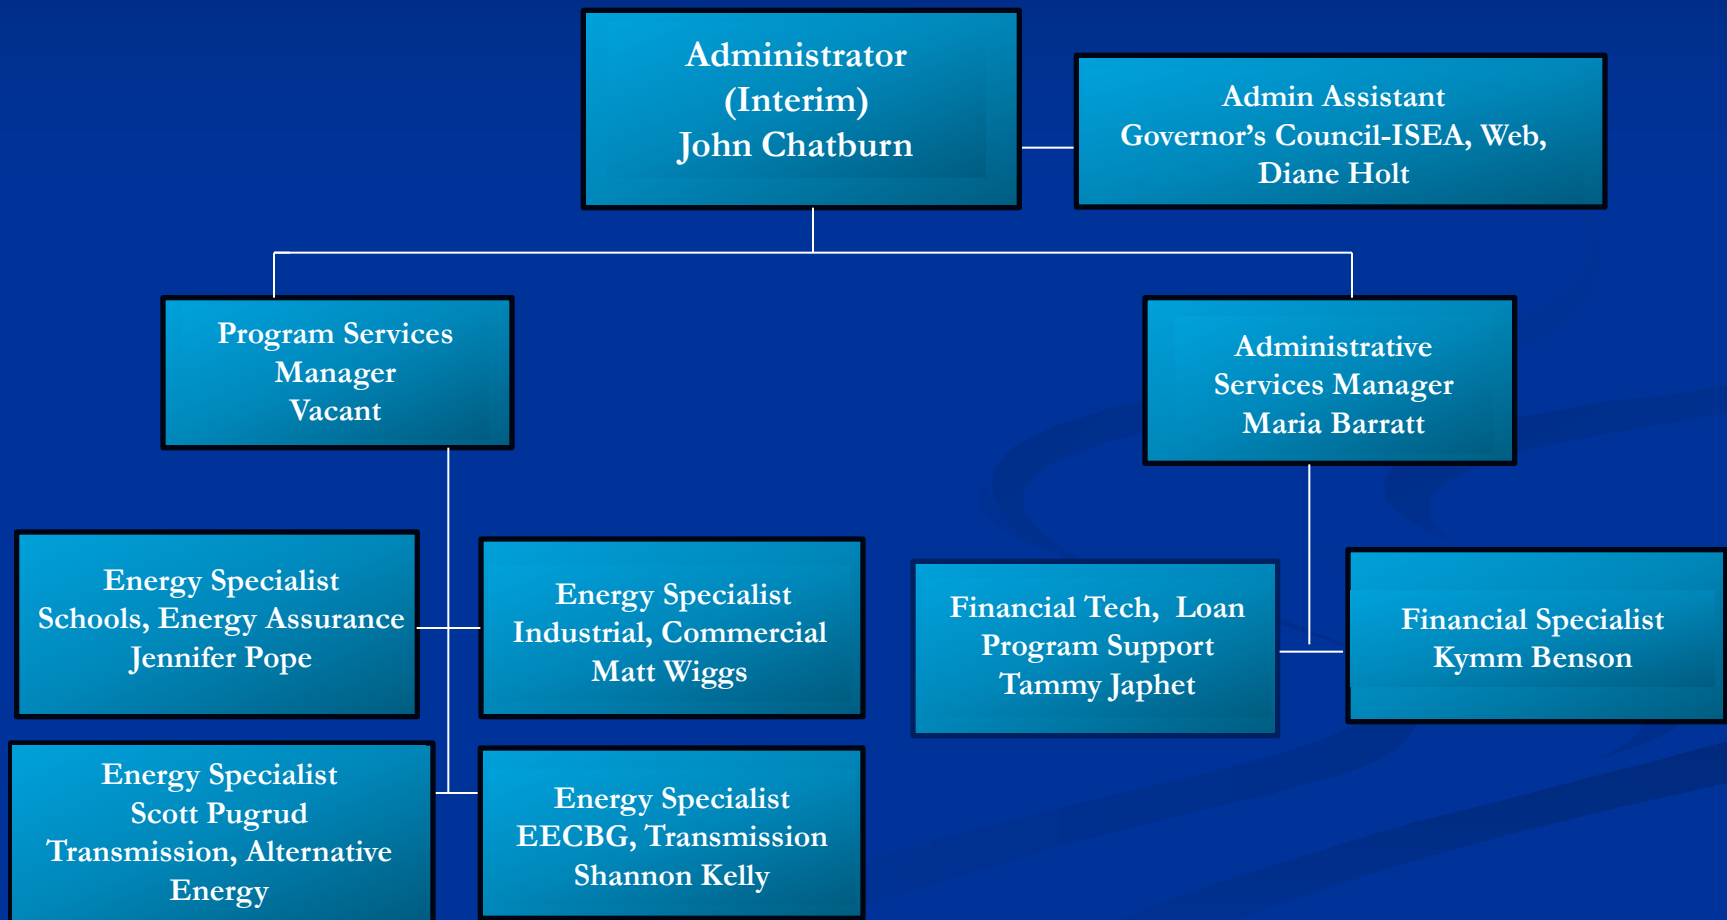 Administrator
(Interim)
John Chatburn
Admin Assistant
Governor’s Council-ISEA, Web,
Diane Holt
Program Services
Manager
Vacant
Administrative
Services Manager
Maria Barratt
Energy Specialist
Schools, Energy Assurance
Jennifer Pope
Energy Specialist
Industrial, Commercial
Matt Wiggs
Financial Tech, Loan
Program Support
Tammy Japhet
Financial Specialist
Kymm Benson
Energy Specialist
Scott Pugrud
Transmission, Alternative
Energy
Energy Specialist
EECBG, Transmission
Shannon Kelly